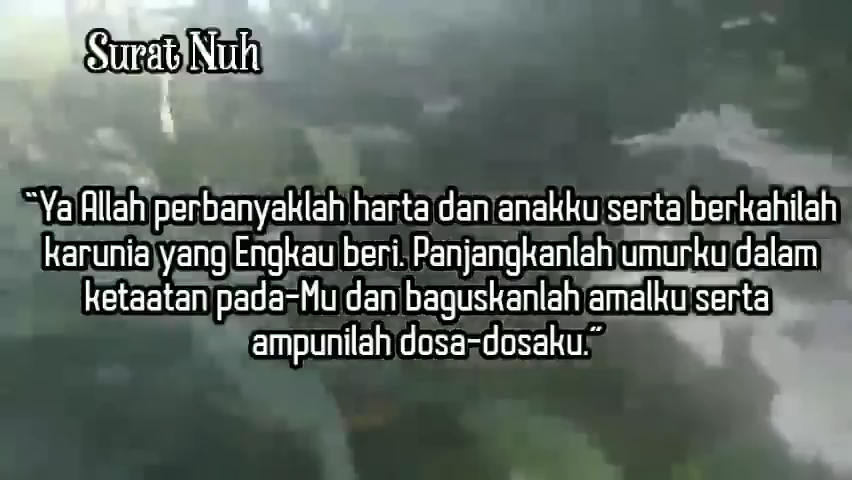 Surat Nuh
"Ya Allah perbanyaklah harta dan anakku serta berkahilah
karunia yang Engkau beri. Panjangkanlah umurku dalam
ketaatan pada-Mu dan baguskanlah amalku serta
ampunilah dosa-dosaku."